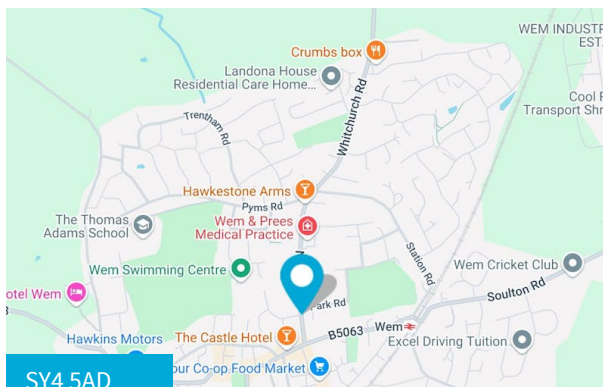 WEM INDUSTR
EST
Crumbs box
Landona House
Residential Care Home...
Cool R
Transport Shr
Whitchurch Rd
Trentham Rd
Hawkestone Arms
Pyms Rd
The Thomas
Adams School
Wem & Prees
Medical Practice
Station Rd
N
Wem Swimming Centre
Wem Cricket Club
Soulton Rd
otel Wem
Park Rd
B5063
Wem
Hawkins Motors
The Castle Hotel
Excel Driving Tuition
our Co-op Food Market
SY4 5AD